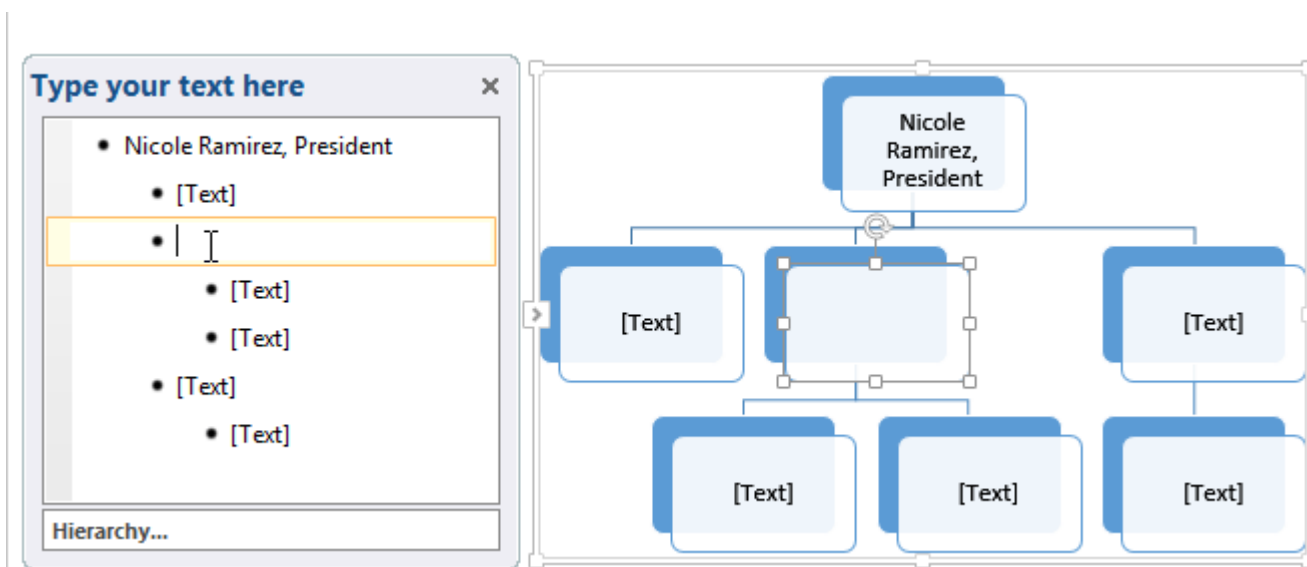 Type your text here
Nicole Ramirez, President
[Text]
[Text]
[Text]
[Text]
[Text]
Hierarchy...
Nicole
Ramirez,
President
[Text]
[Text]
[Text]
[Text]
[Text]